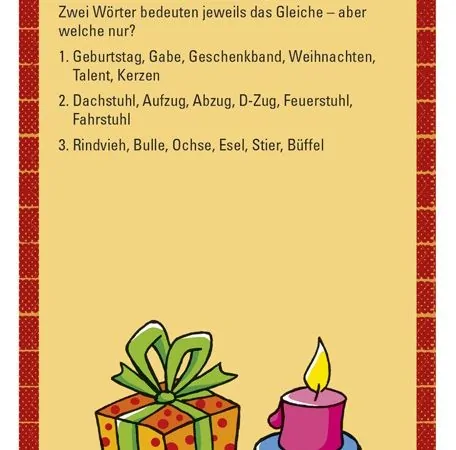 Zwei Wörter bedeuten jeweils das Gleiche – aber
welche nur?
1. Geburtstag, Gabe, Geschenkband, Weihnachten,
Talent, Kerzen
2. Dachstuhl, Aufzug, Abzug, D-Zug, Feuerstuhl,
Fahrstuhl
3. Rindvieh, Bulle, Ochse, Esel, Stier, Büffel